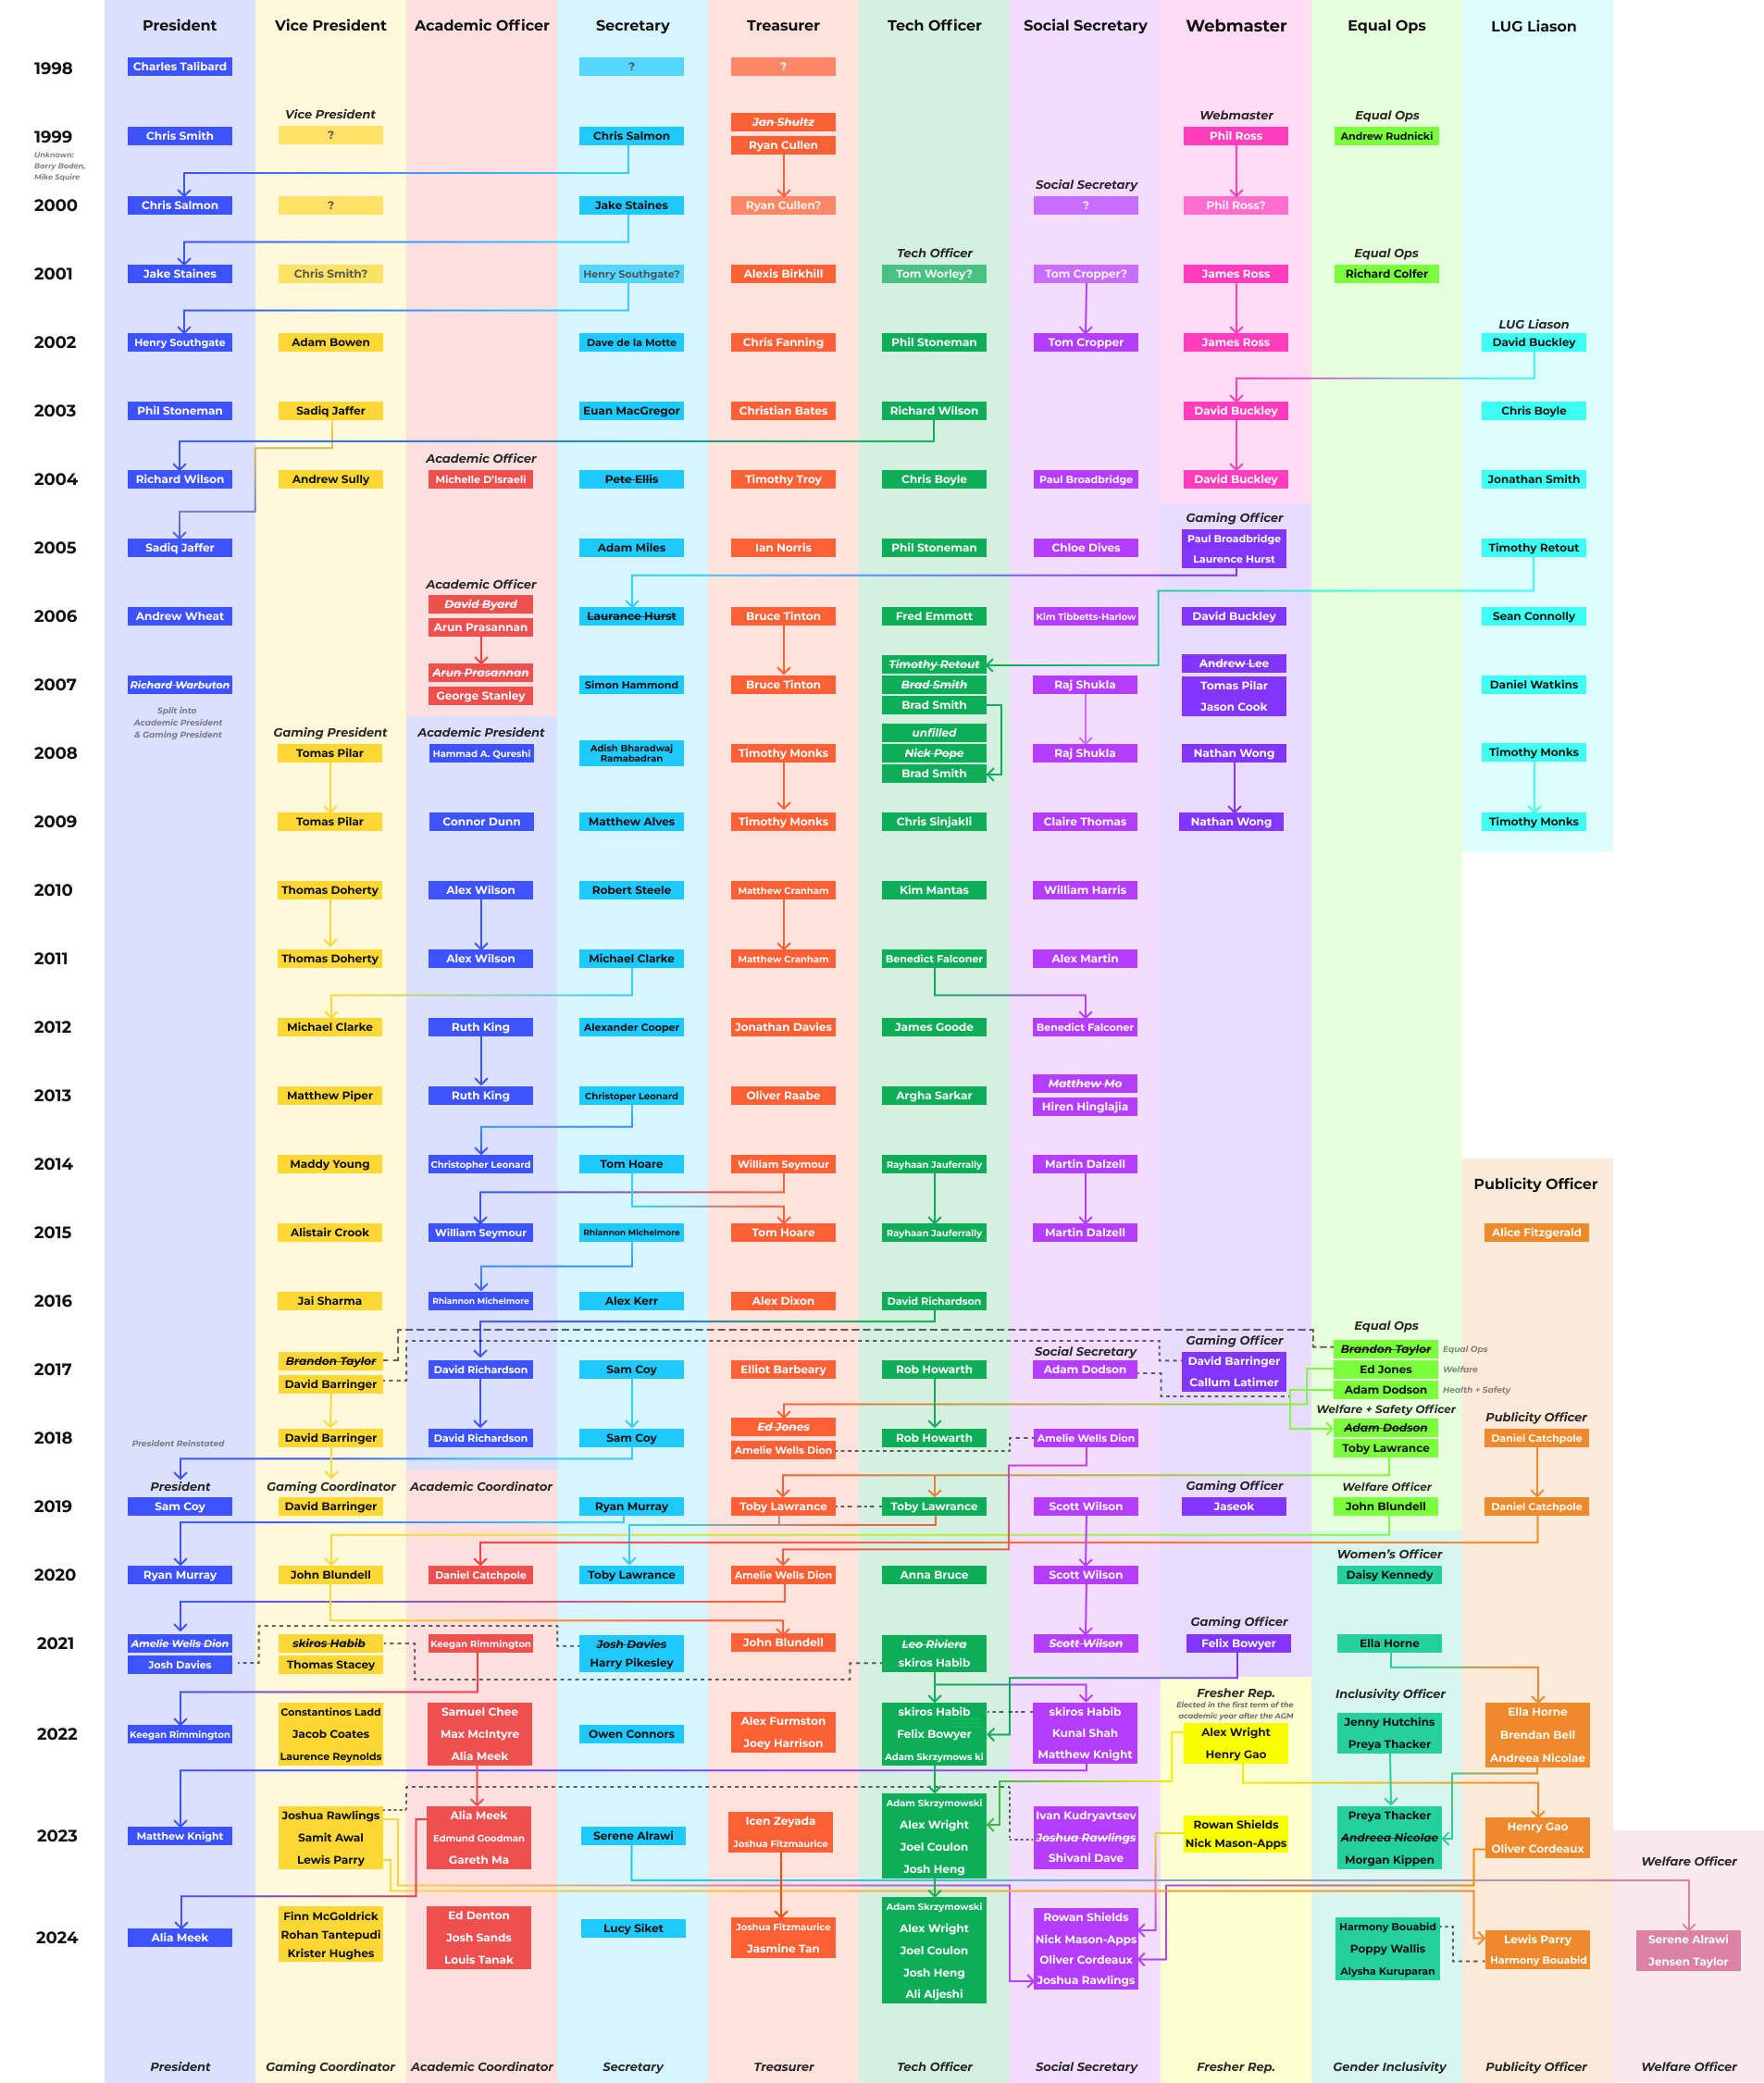 President
Vice President
Academic Officer
Secretary
Treasurer
Tech Officer
Social Secretary
Webmaster
Equal Ops
LUG Liason
1998
Charles Talibard
?
?
1999
Unknown:
Barry Boden,
Mike Squire
Chris Smith
Vice President
?
Chris Salmon
Jan Shultz
Ryan Cullen
Webmaster
Phil Ross
Equal Ops
Andrew Rudnicki
2000
Chris Salmon
?
Jake Staines
Ryan Cullen?
Social Secretary
?
Phil Ross?
2001
Jake Staines
Chris Smith?
Henry Southgate?
Alexis Birkhill
Tech Officer
Tom Worley?
Tom Cropper?
James Ross
Equal Ops
Richard Colfer
2002
Henry Southgate
Adam Bowen
Dave de la Motte
Chris Fanning
Phil Stoneman
Tom Cropper
James Ross
LUG Liason
David Buckley
2003
Phil Stoneman
Sadiq Jaffer
Euan MacGregor
Christian Bates
Richard Wilson
David Buckley
Chris Boyle
2004
Richard Wilson
Andrew Sully
Academic Officer
Michelle D'Israeli
Pete Ellis
Timothy Troy
Chris Boyle
Paul Broadbridge
David Buckley
Jonathan Smith
2005
Sadiq Jaffer
Adam Miles
Ian Norris
Phil Stoneman
Chloe Dives
Gaming Officer
Paul Broadbridge
Laurence Hurst
Timothy Retout
2006
Andrew Wheat
Academic Officer
David Byard
Arun Prasannan
Laurance Hurst
Bruce Tinton
Fred Emmott
Kim Tibbetts-Harlow
David Buckley
Sean Connolly
2007
Richard Warbuton
Split into
Academic President
& Gaming President
Arun Prasannan
George Stanley
Simon Hammond
Bruce Tinton
Timothy Retout
Brad Smith
Brad Smith
Raj Shukla
Andrew Lee
Tomas Pilar
Jason Cook
Daniel Watkins
2008
Gaming President
Tomas Pilar
Academic President
Hammad A. Qureshi
Adish Bharadwaj
Ramabadran
Timothy Monks
unfilled
Nick Pope
Brad Smith
Raj Shukla
Nathan Wong
Timothy Monks
2009
Tomas Pilar
Connor Dunn
Matthew Alves
Timothy Monks
Chris Sinjakli
Claire Thomas
Nathan Wong
Timothy Monks
2010
Thomas Doherty
Alex Wilson
Robert Steele
Matthew Cranham
Kim Mantas
William Harris
2011
Thomas Doherty
Alex Wilson
Michael Clarke
Matthew Cranham
Benedict Falconer
Alex Martin
2012
Michael Clarke
Ruth King
Alexander Cooper
Jonathan Davies
James Goode
Benedict Falconer
2013
Matthew Piper
Ruth King
Christoper Leonard
Oliver Raabe
Argha Sarkar
Matthew Mo
Hiren Hinglajia
2014
Maddy Young
Christopher Leonard
Tom Hoare
William Seymour
Rayhaan Jauferrally
Martin Dalzell
Publicity Officer
2015
Alistair Crook
William Seymour
Rhiannon Michelmore
Tom Hoare
Rayhaan Jauferrally
Martin Dalzell
Alice Fitzgerald
2016
Jai Sharma
Rhiannon Michelmore
Alex Kerr
Alex Dixon
David Richardson
2017
Brandon Taylor
David Barringer
David Richardson
Sam Coy
Elliot Barbeary
Rob Howarth
Social Secretary
Adam Dodson
Gaming Officer
David Barringer
Callum Latimer
Equal Ops
Brandon Taylor
Equal Ops
Ed Jones
Welfare
Adam Dodson
Health + Safety
2018
President Reinstated
David Barringer
David Richardson
Sam Coy
Ed Jones
Amelie Wells Dion
Rob Howarth
Amelie Wells Dion
Welfare + Safety Officer
Adam Dodson
Toby Lawrance
Publicity Officer
Daniel Catchpole
2019
President
Sam Coy
Gaming Coordinator
David Barringer
Academic Coordinator
Ryan Murray
Toby Lawrance
Toby Lawrance
Scott Wilson
Gaming Officer
Jaseok
Welfare Officer
John Blundell
Daniel Catchpole
2020
Ryan Murray
John Blundell
Daniel Catchpole
Toby Lawrance
Amelie Wells Dion
Anna Bruce
Scott Wilson
Women's Officer
Daisy Kennedy
2021
Amelie Wells Dion
Josh Davies
skiros Habib
Thomas Stacey
Keegan Rimmington
Josh Davies
Harry Pikesley
John Blundell
Leo Riviera
skiros Habib
Scott Wilson
Gaming Officer
Felix Bowyer
Ella Horne
2022
Keegan Rimmington
Constantinos Ladd
Jacob Coates
Laurence Reynolds
Samuel Chee
Max McIntyre
Alia Meek
Owen Connors
Alex Furmston
Joey Harrison
skiros Habib
Felix Bowyer
Adam Skrzymows ki
skiros Habib
Kunal Shah
Matthew Knight
Fresher Rep.
Elected in the first term of the
academic year after the AGM
Alex Wright
Henry Gao
Inclusivity Officer
Jenny Hutchins
Preya Thacker
Ella Horne
Brendan Bell
Andreea Nicolae
2023
Matthew Knight
Joshua Rawlings
Samit Awal
Lewis Parry
Alia Meek
Edmund Goodman
Gareth Ma
Serene Alrawi
Icen Zeyada
Joshua Fitzmaurice
Adam Skrzymowski
Alex Wright
Joel Coulon
Josh Heng
Ivan Kudryavtsev
Joshua Rawlings
Shivani Dave
Rowan Shields
Nick Mason-Apps
Preya Thacker
Andreea Nicolae
Morgan Kippen
Henry Gao
Oliver Cordeaux
Welfare Officer
2024
Alia Meek
Finn McGoldrick
Rohan Tantepudi
Krister Hughes
Ed Denton
Josh Sands
Louis Tanak
Lucy Siket
Joshua Fitzmaurice
Jasmine Tan
Adam Skrzymowski
Alex Wright
Joel Coulon
Josh Heng
Ali Aljeshi
Rowan Shields
Nick Mason-Apps
Oliver Cordeaux
Joshua Rawlings
Harmony Bouabid
Poppy Wallis
Alysha Kuruparan
Lewis Parry
Harmony Bouabid
Serene Alrawi
Jensen Taylor
President
Gaming Coordinator
Academic Coordinator
Secretary
Treasurer
Tech Officer
Social Secretary
Fresher Rep.
Gender Inclusivity
Publicity Officer
Welfare Officer